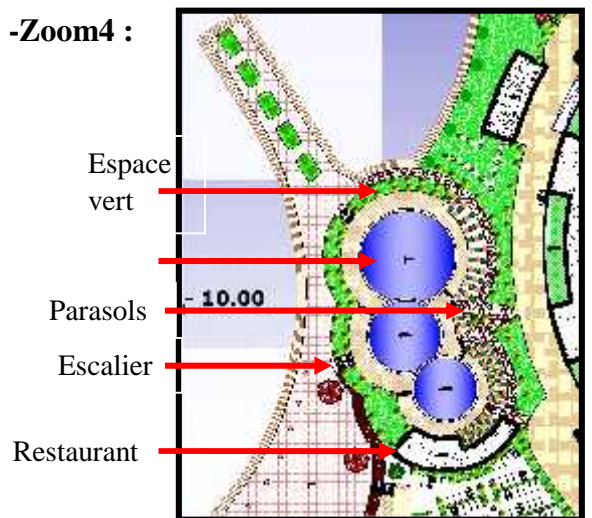 -Zoom4 :
Espace
vert
- 10.00
Parasols
Escalier
Restaurant